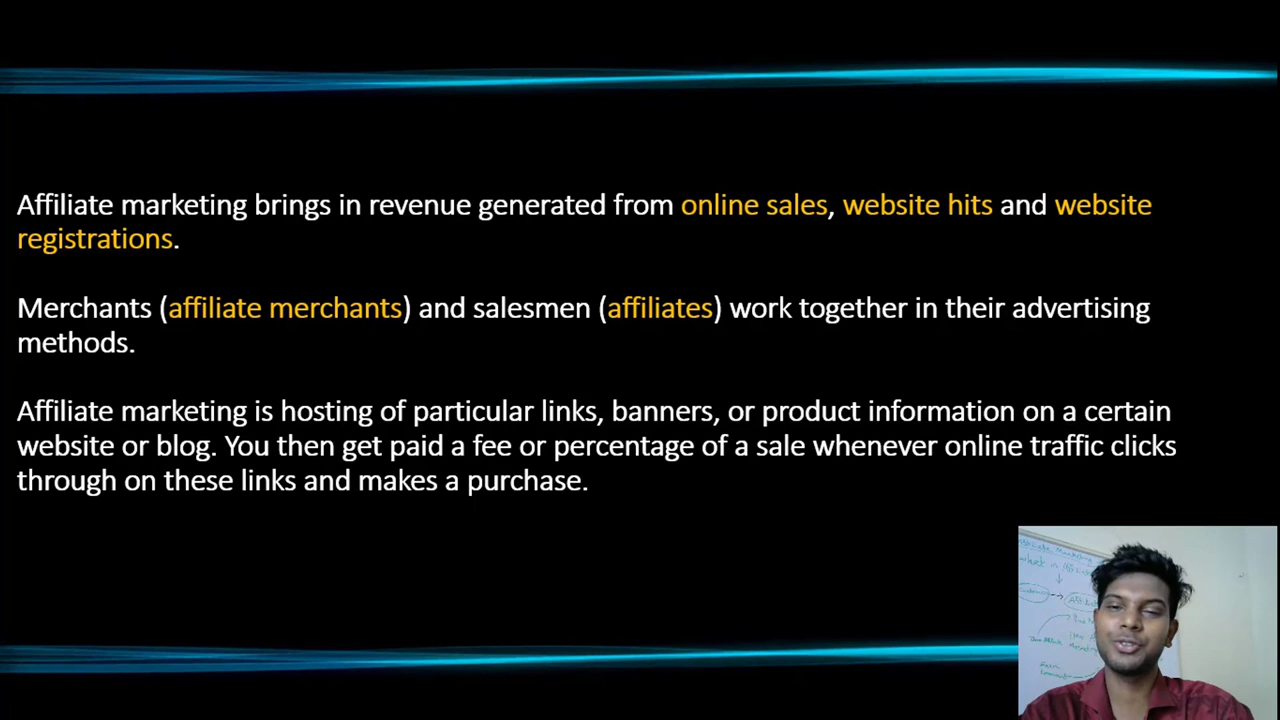 Affiliate marketing brings in revenue generated from online sales, website hits and website
registrations.
Merchants (affiliate merchants) and salesmen (affiliates) work together in their advertising
methods.
Affiliate marketing is hosting of particular links, banners, or product information on a certain
website or blog. You then get paid a fee or percentage of a sale whenever online traffic clicks
through on these links and makes a purchase.